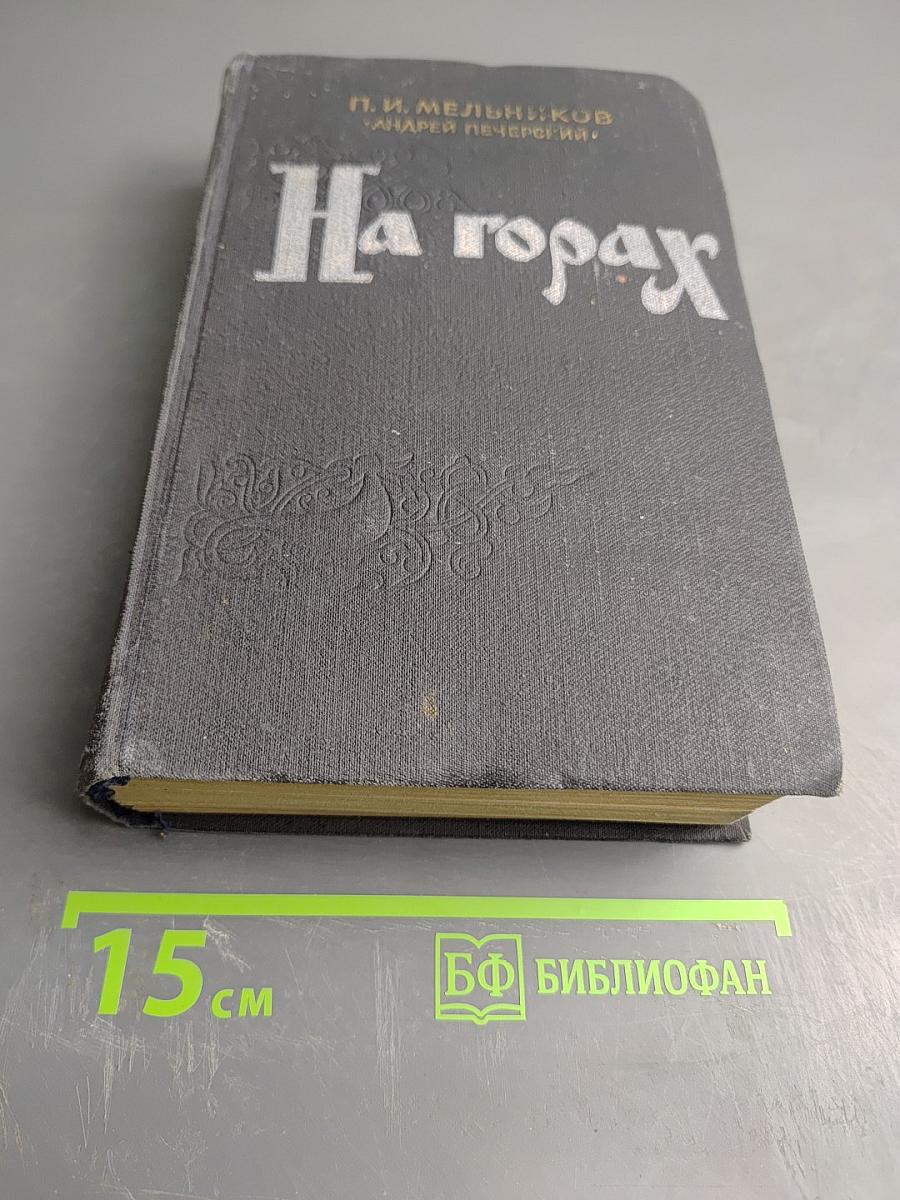 П. И. МЕЛЬНИКОВ
«АНДРЕЙ ПЕЧЕРСКИЙ»
На горах
15 см
БФ БИБЛИОФАН